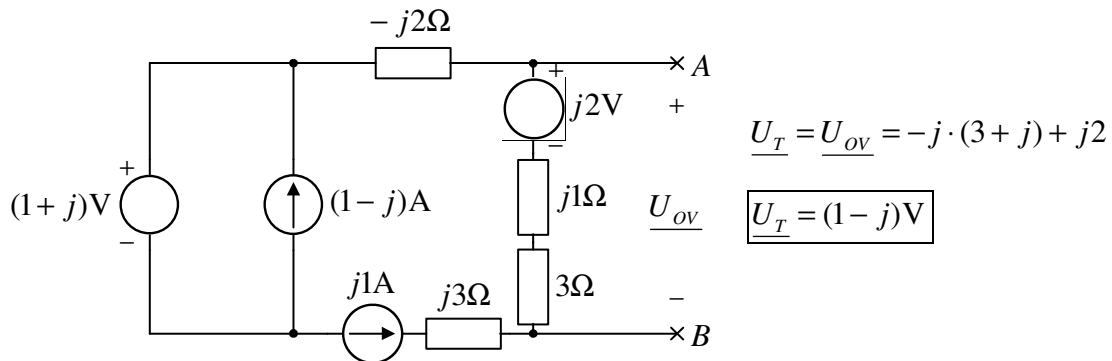 − j2Ω
+ A
j2V +
−
U_T = U_OV = −j · (3 + j) + j2
+
(1 + j)V (1 − j)A j1Ω U_OV U_T = (1 − j)V
−
j1A j3Ω 3Ω −
B